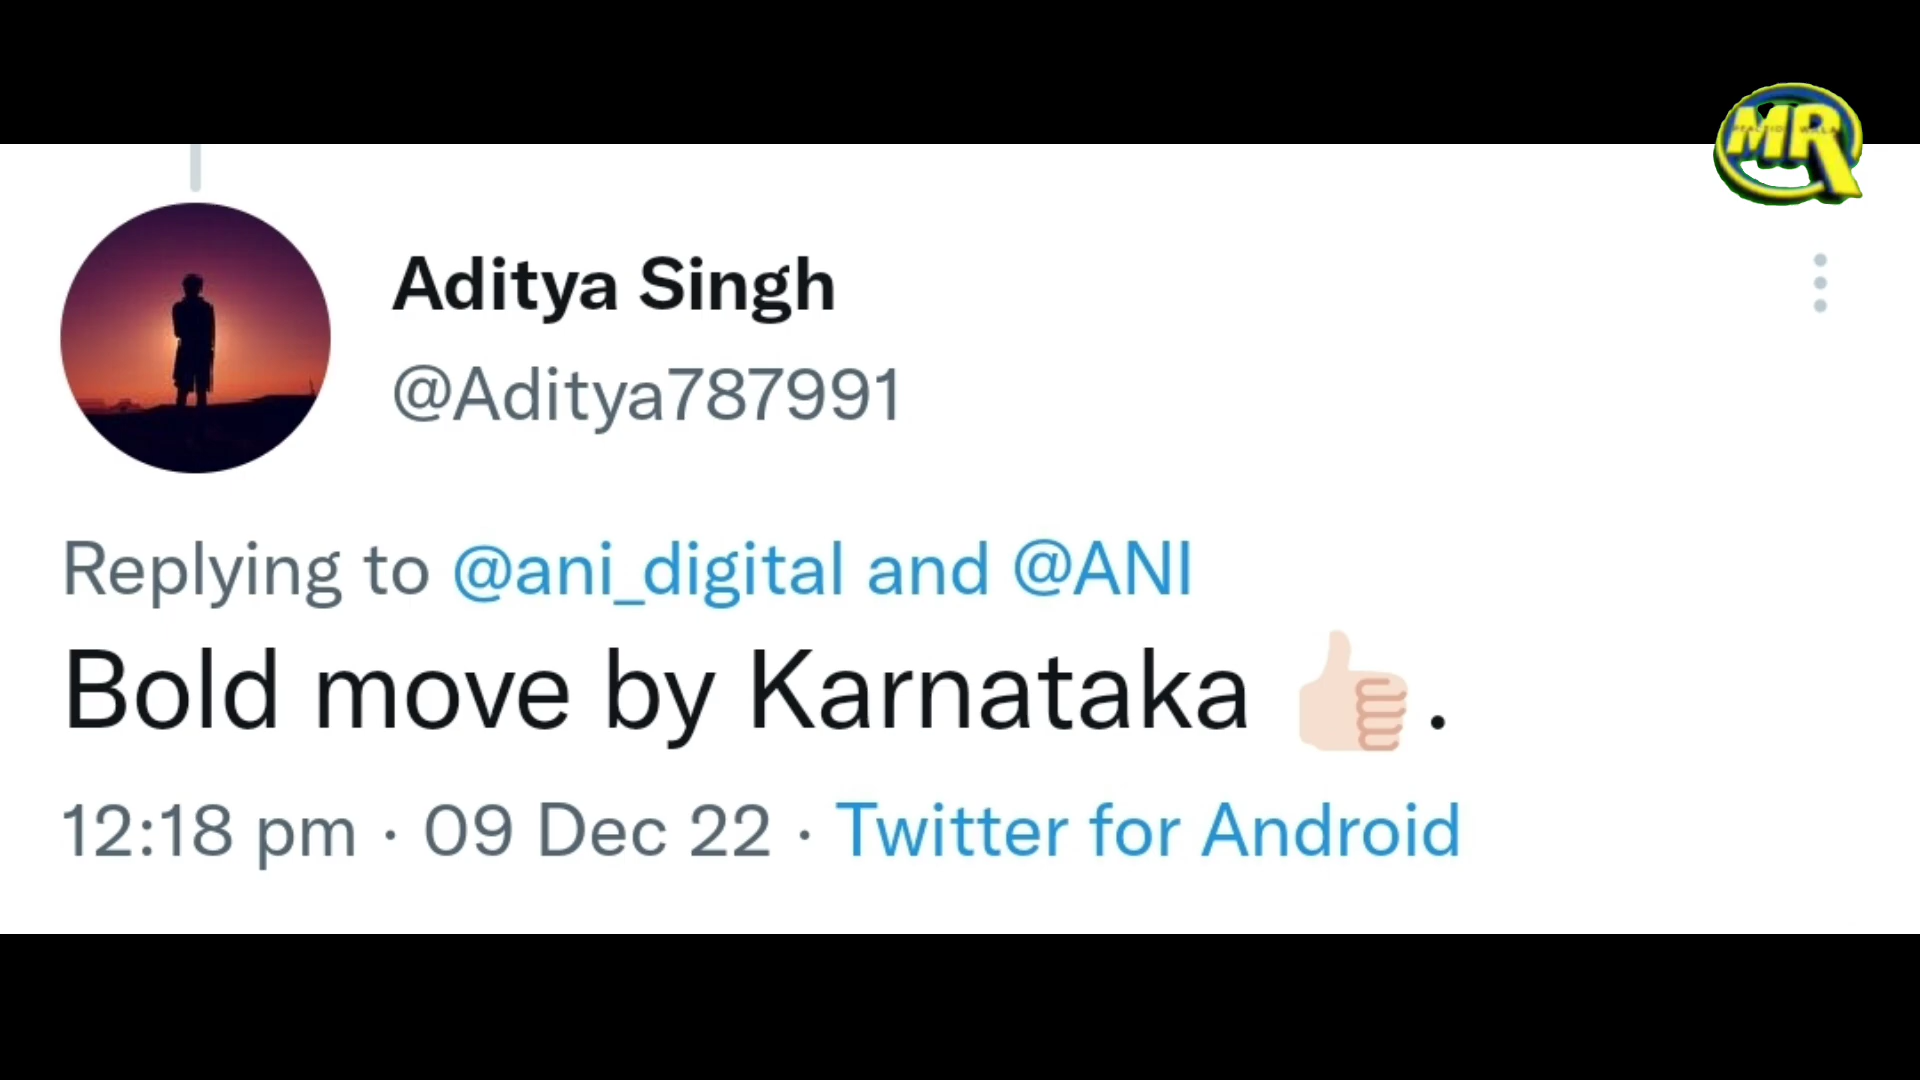 MR
Aditya Singh
@Aditya787991
Replying to @ani_digital and @ANI
Bold move by Karnataka 👍🏻.
12:18 pm · 09 Dec 22 · Twitter for Android